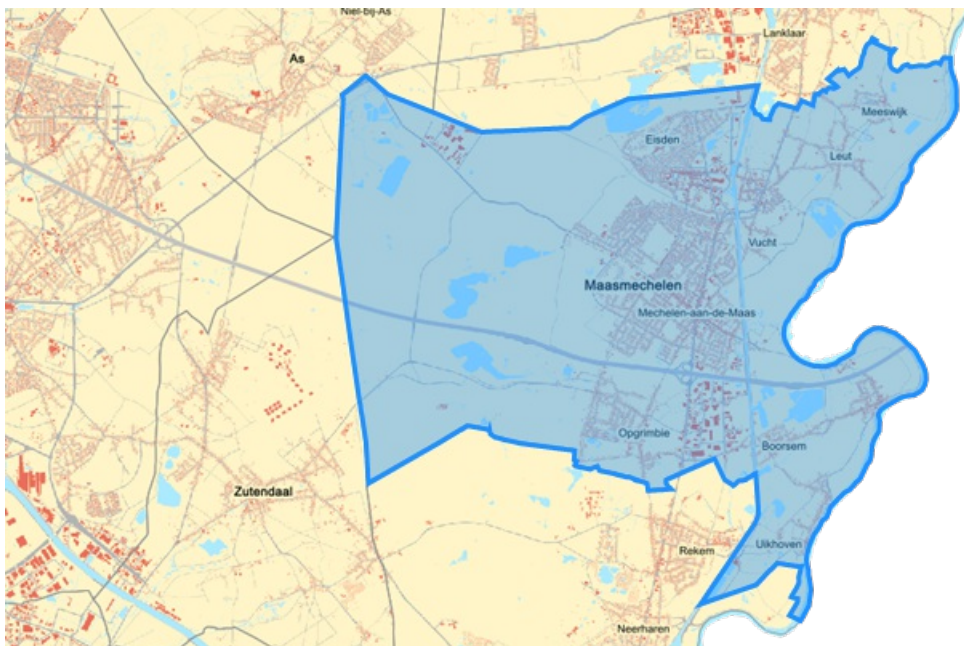 Niel-bij-As
Lanklaar
As
Meeswijk
Eisden
Leut
Vucht
Maasmechelen
Mechelen-aan-de-Maas
Opgrimbie
Boorsem
Zutendaal
Rekem
Uikhoven
Neerharen